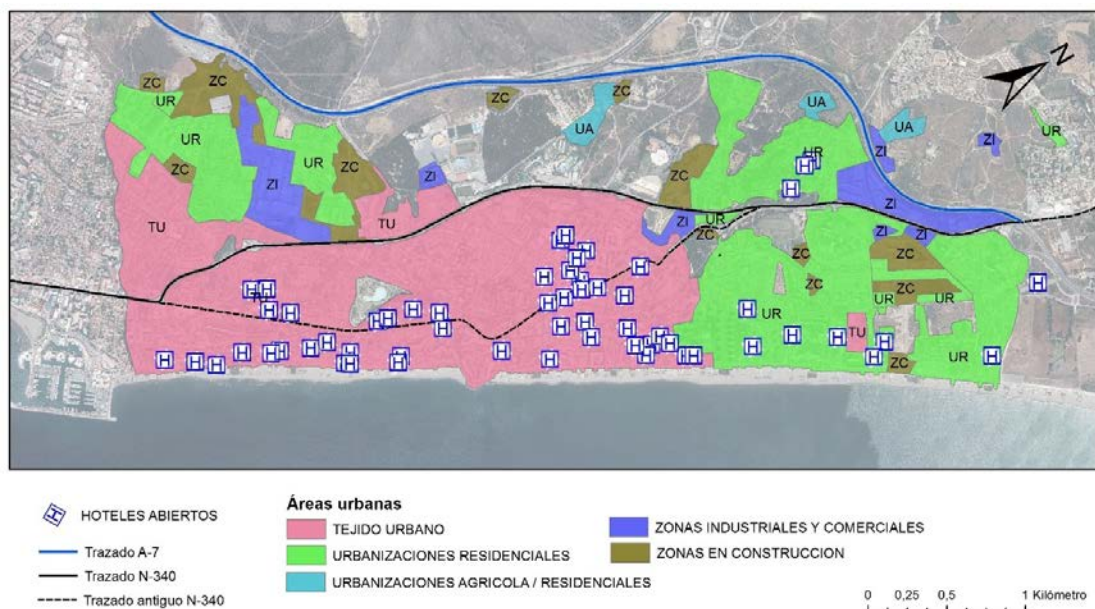 N
ZC
ZC
UR
UR
ZC
ZI
UR
ZC
TU
TU
ZI
ZC
ZC
UA
UA
UA
ZI
ZI
UR
UR
ZC
ZI
UR
ZC
ZI
ZI
ZI
ZC
ZC
ZC
ZC
UR
UR
UR
TU
UR
ZC
H HOTELES ABIERTOS
Trazado A-7
Trazado N-340
Trazado antiguo N-340
Áreas urbanas
TEJIDO URBANO
URBANIZACIONES RESIDENCIALES
URBANIZACIONES AGRICOLA / RESIDENCIALES
ZONAS INDUSTRIALES Y COMERCIALES
ZONAS EN CONSTRUCCION
0 0,25 0,5 1 Kilómetro